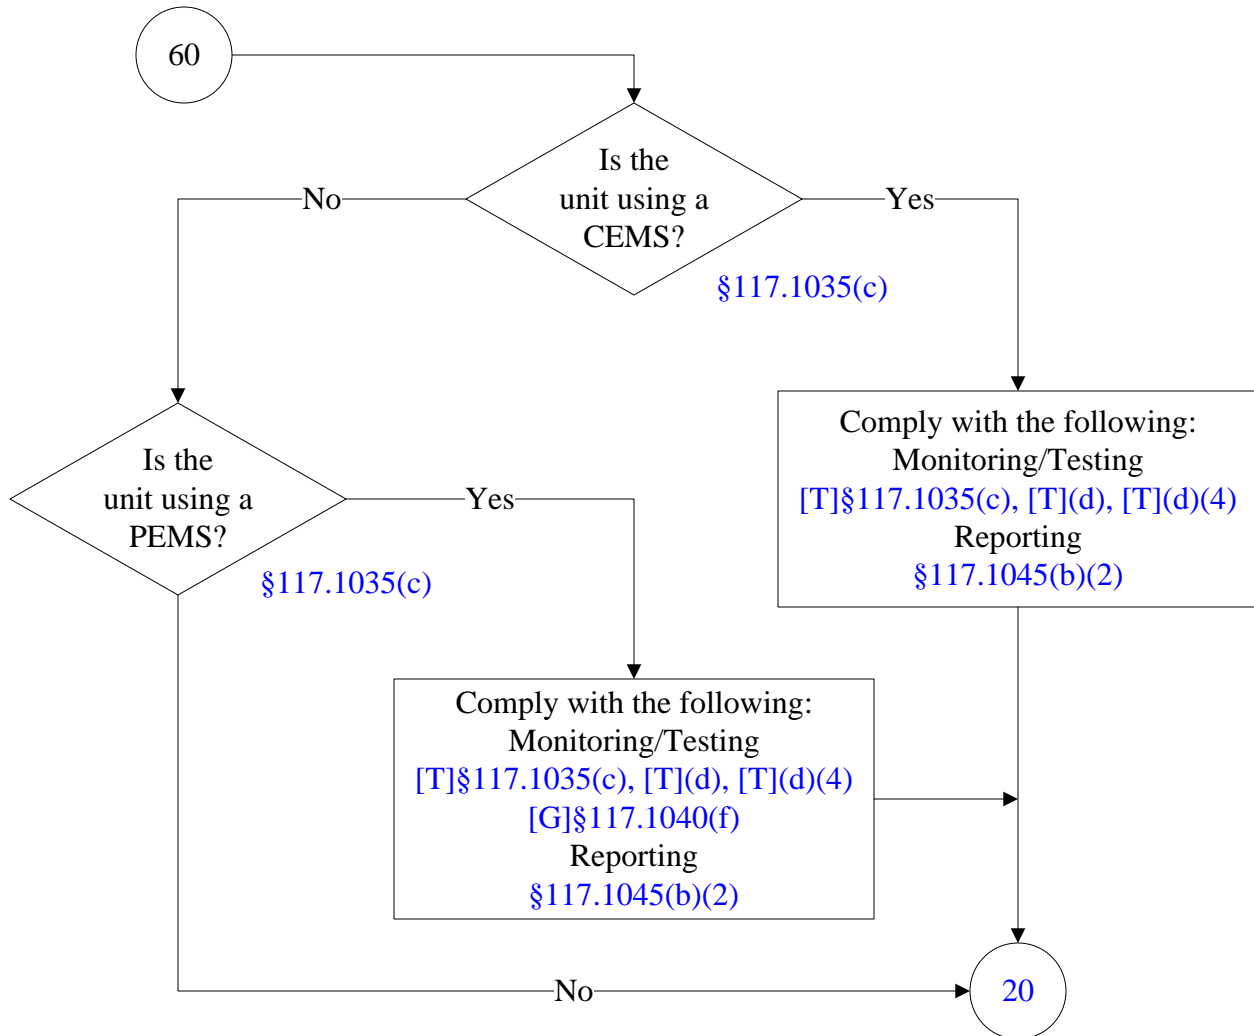 60
Is the
unit using a
CEMS?
No
Yes
§117.1035(c)
Is the
unit using a
PEMS?
Yes
§117.1035(c)
Comply with the following:
Monitoring/Testing
[T]§117.1035(c), [T](d), [T](d)(4)
Reporting
§117.1045(b)(2)
Comply with the following:
Monitoring/Testing
[T]§117.1035(c), [T](d), [T](d)(4)
[G]§117.1040(f)
Reporting
§117.1045(b)(2)
No
20